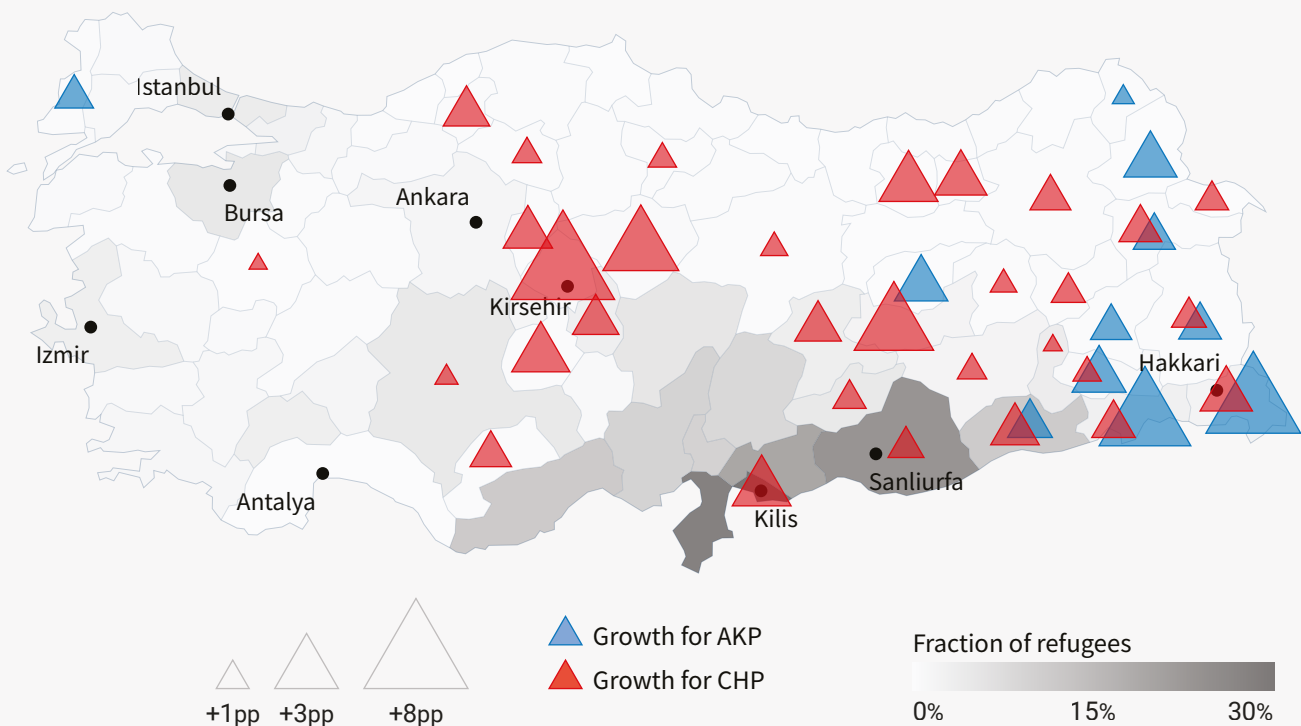 Istanbul
Bursa
Ankara
Kirsehir
Izmir
Hakkari
Antalya
Sanliurfa
Kilis
+1pp
+3pp
+8pp
Growth for AKP
Growth for CHP
Fraction of refugees
0%
15%
30%